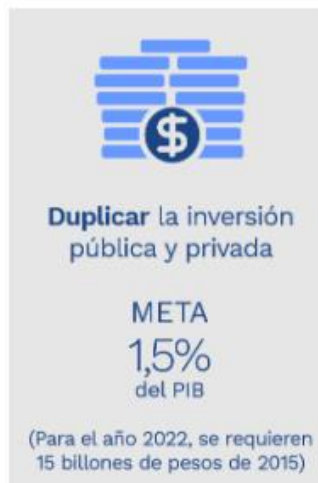 $
Duplicar la inversión
pública y privada
META
1,5%
del PIB
(Para el año 2022, se requieren
15 billones de pesos de 2015)